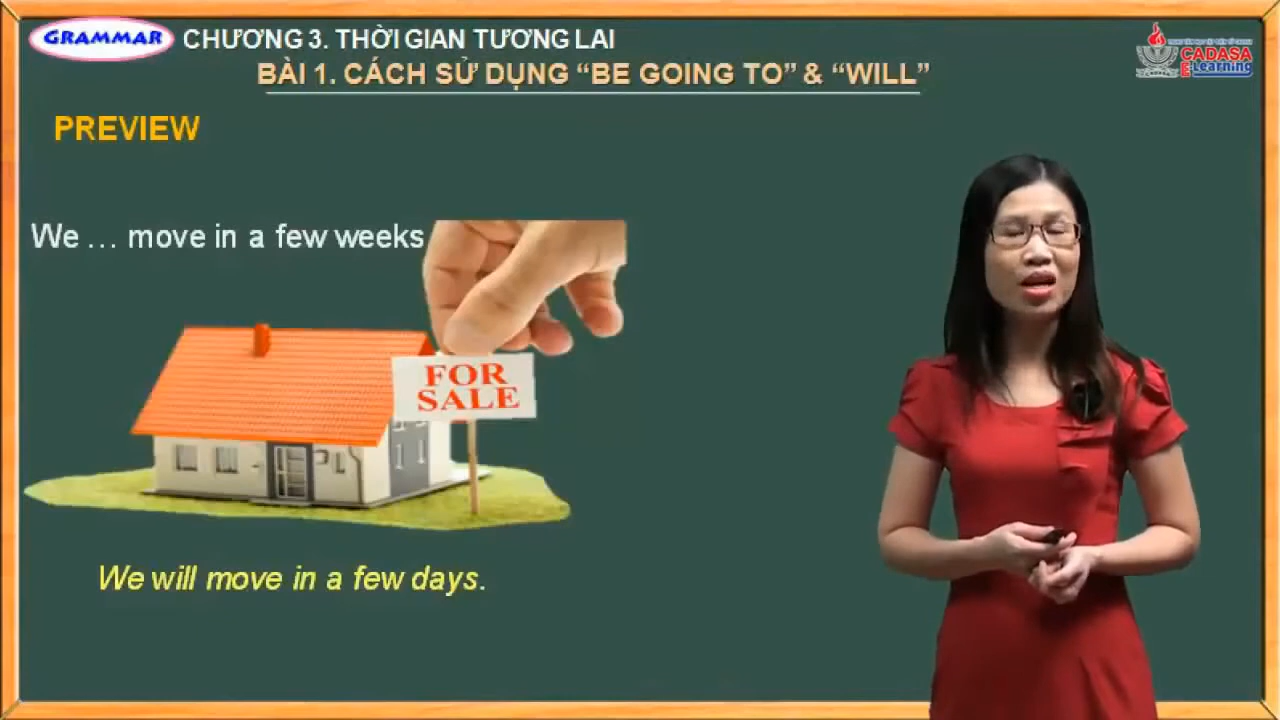 GRAMMAR CHƯƠNG 3. THỜI GIAN TƯƠNG LAI
BÀI 1. CÁCH SỬ DỤNG “BE GOING TO” & “WILL”
CADASA
ELearning
PREVIEW
We … move in a few weeks
FOR
SALE
We will move in a few days.